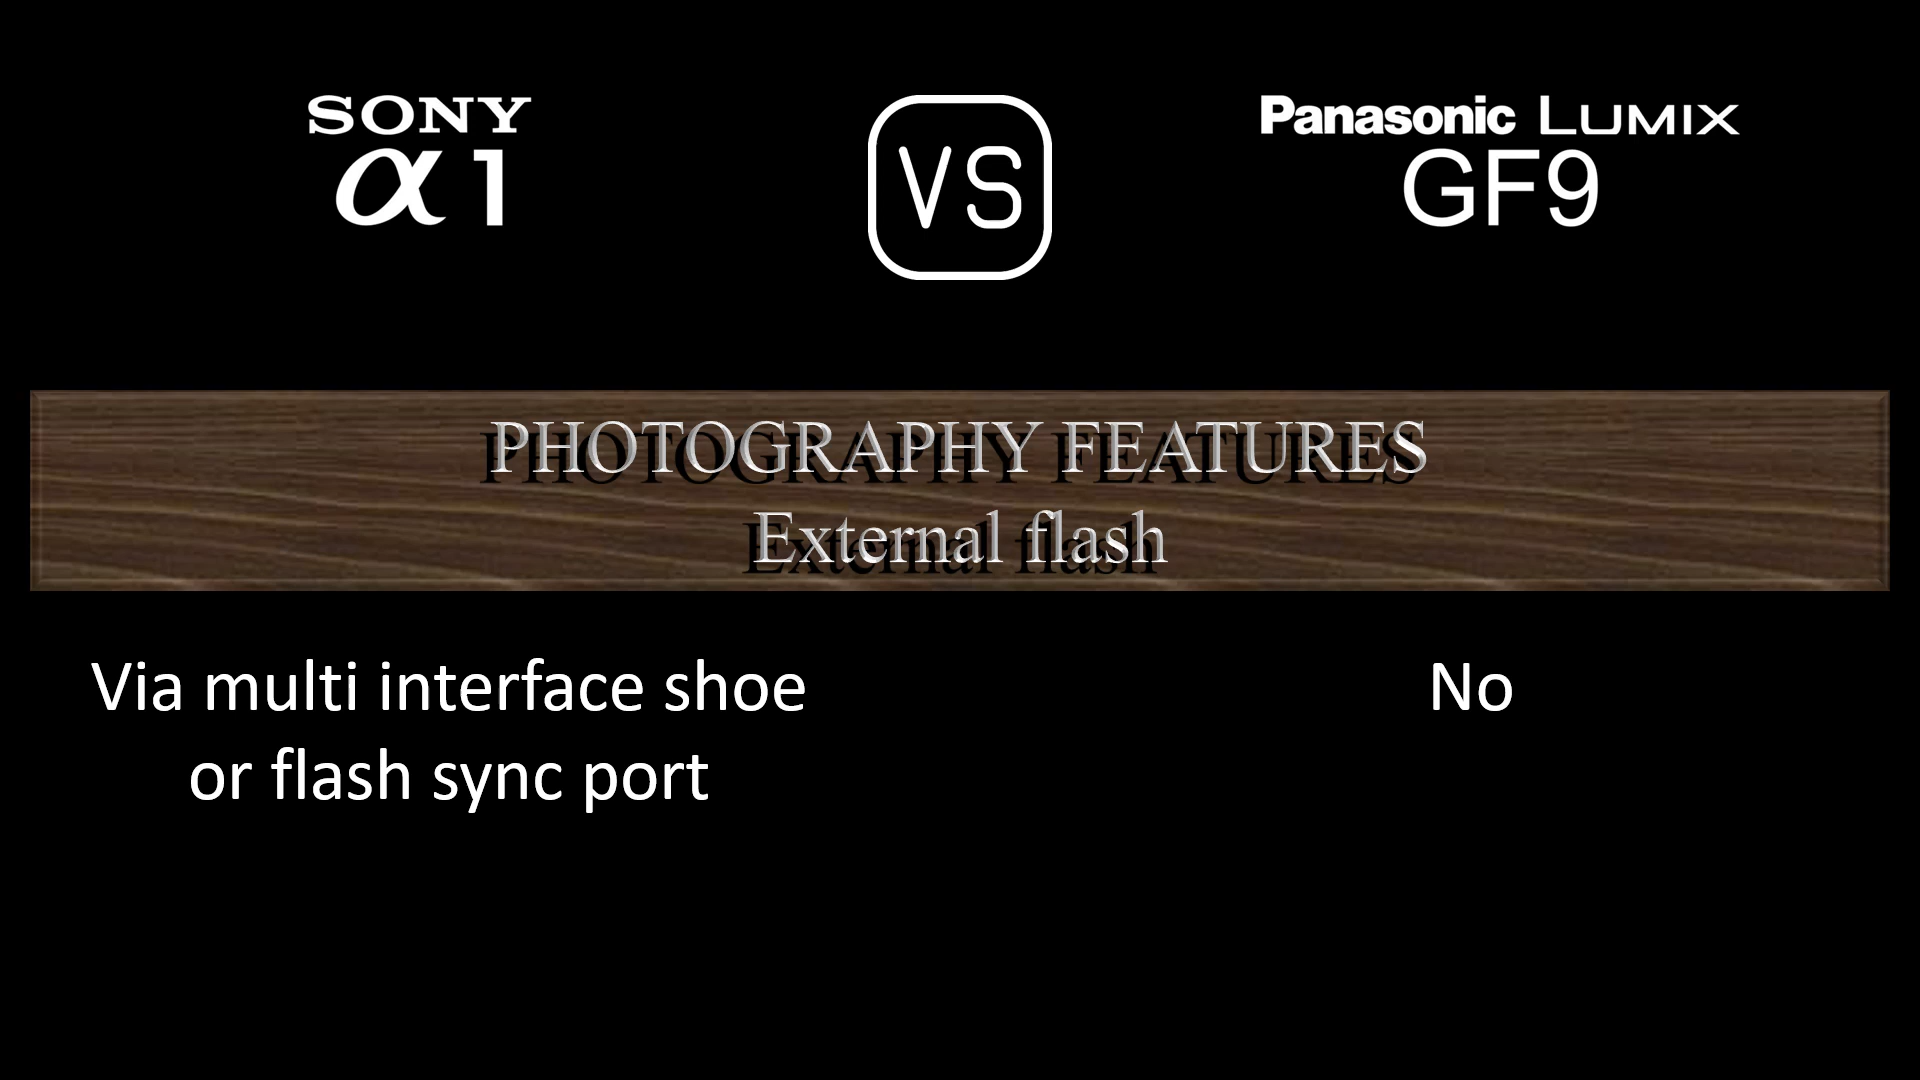 SONY
α1
VS
Panasonic LUMIX
GF9
PHOTOGRAPHY FEATURES
External flash
Via multi interface shoe
or flash sync port
No